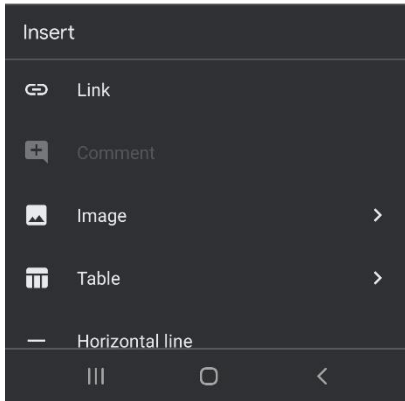 Insert
Link
Comment
Image
Table
Horizontal line